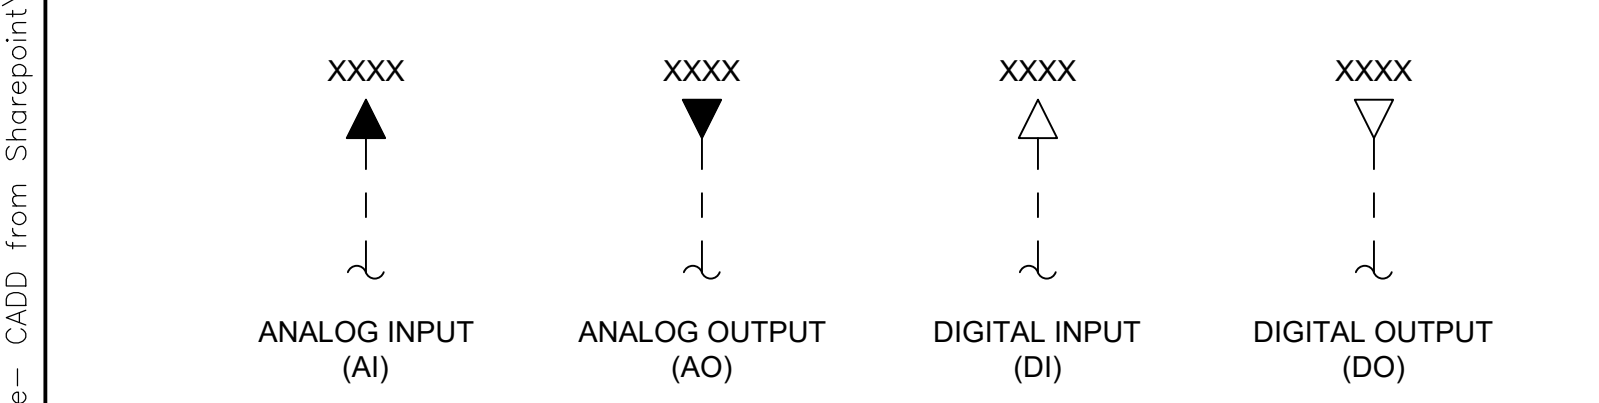 XXXX XXXX XXXX XXXX
ANALOG INPUT ANALOG OUTPUT DIGITAL INPUT DIGITAL OUTPUT
(AI) (AO) (DI) (DO)
e- CADD from Sharepoint\